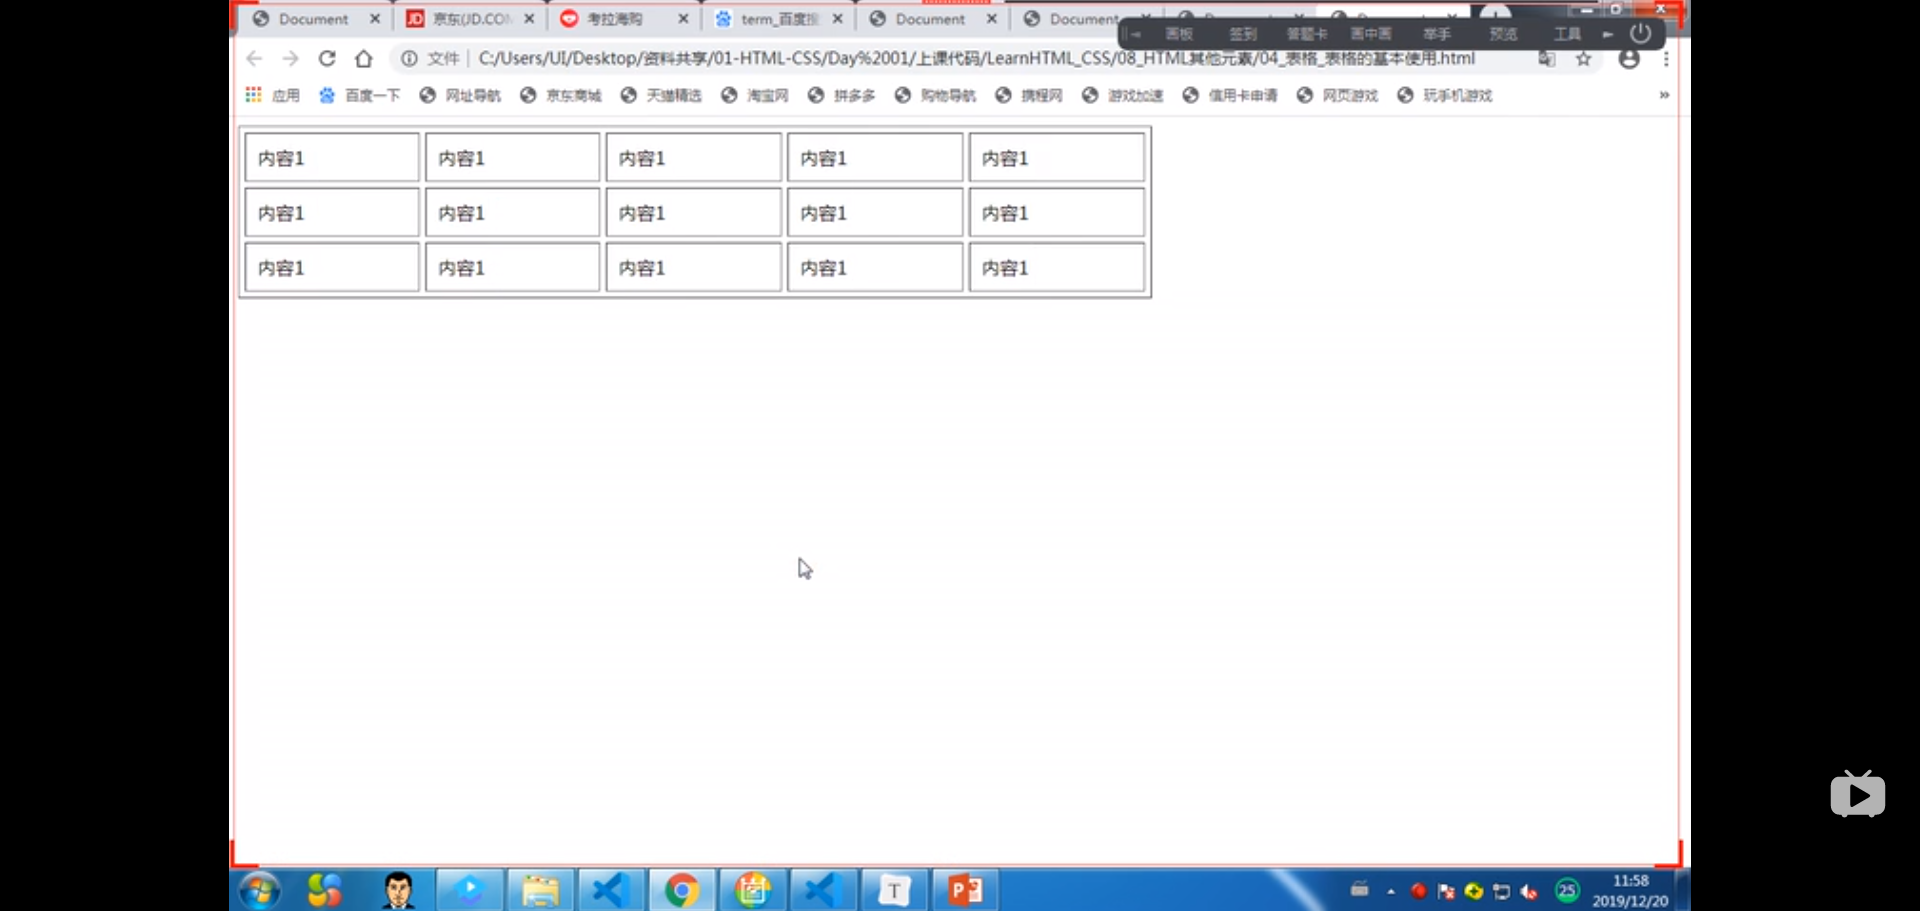 Document
京东(JD.COM
考拉海购
term_百度搜
Document
Document
画板 签到 答题卡 画中画 举手 预览 工具
文件 C:/Users/UI/Desktop/资料共享/01-HTML-CSS/Day%2001/上课代码/LearnHTML_CSS/08_HTML其他元素/04_表格_表格的基本使用.html
应用 百度一下 网址导航 京东商城 天猫精选 淘宝网 拼多多 购物导航 携程网 游戏加速 信用卡申请 网页游戏 玩手机游戏 »
内容1 内容1 内容1 内容1 内容1
内容1 内容1 内容1 内容1 内容1
内容1 内容1 内容1 内容1 内容1
T
P
25
11:58
2019/12/20